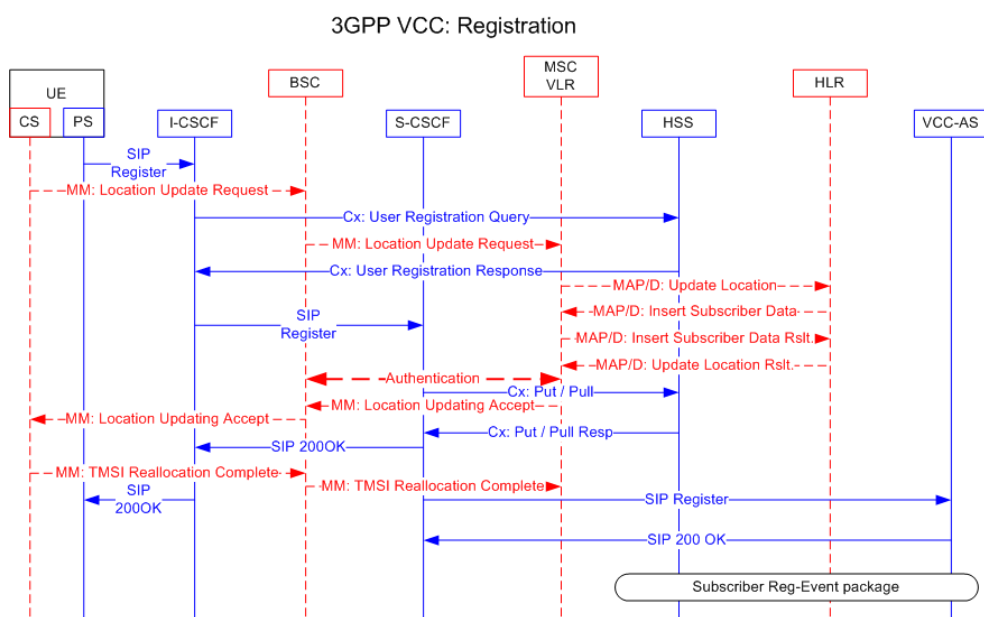 3GPP VCC: Registration
UE
CS
PS
I-CSCF
BSC
S-CSCF
MSC
VLR
HSS
HLR
VCC-AS
SIP
Register
MM: Location Update Request
Cx: User Registration Query
MM: Location Update Request
Cx: User Registration Response
MAP/D: Update Location
MAP/D: Insert Subscriber Data
SIP
Register
MAP/D: Insert Subscriber Data Rslt.
MAP/D: Update Location Rslt.
Authentication
Cx: Put / Pull
MM: Location Updating Accept
MM: Location Updating Accept
Cx: Put / Pull Resp
SIP 200OK
MM: TMSI Reallocation Complete
MM: TMSI Reallocation Complete
SIP
200OK
SIP Register
SIP 200 OK
Subscriber Reg-Event package